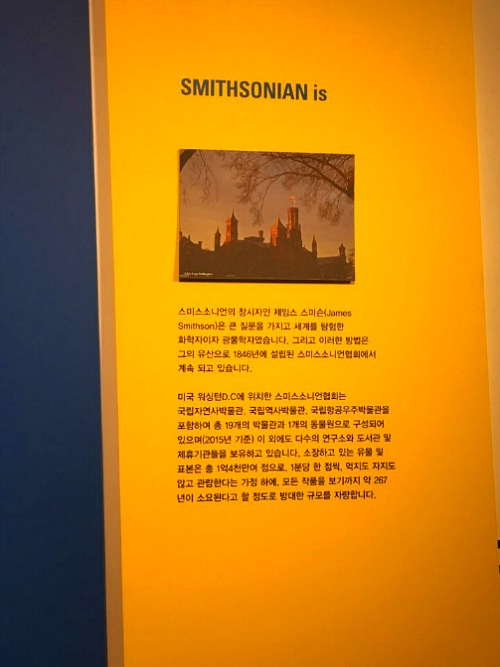 SMITHSONIAN is
스미스소니언의 창시자인 제임스 스미슨(James
Smithson)은 큰 질문을 가지고 세계를 탐험한
화학자이자 광물학자였습니다. 그리고 이러한 방법은
그의 유산으로 1846년에 설립된 스미스소니언협회에서
계속 되고 있습니다.
미국 워싱턴D.C에 위치한 스미스소니언협회는
국립자연사박물관, 국립역사박물관, 국립항공우주박물관을
포함하여 총 19개의 박물관과 1개의 동물원으로 구성되어
있으며(2015년 기준) 이 외에도 다수의 연구소와 도서관 및
제휴기관들을 보유하고 있습니다. 소장하고 있는 유물 및
표본은 총 1억4천만여 점으로, 1분당 한 점씩, 먹지도 자지도
않고 관람한다는 가정 하에, 모든 작품을 보기까지 약 267
년이 소요된다고 할 정도로 방대한 규모를 자랑합니다.